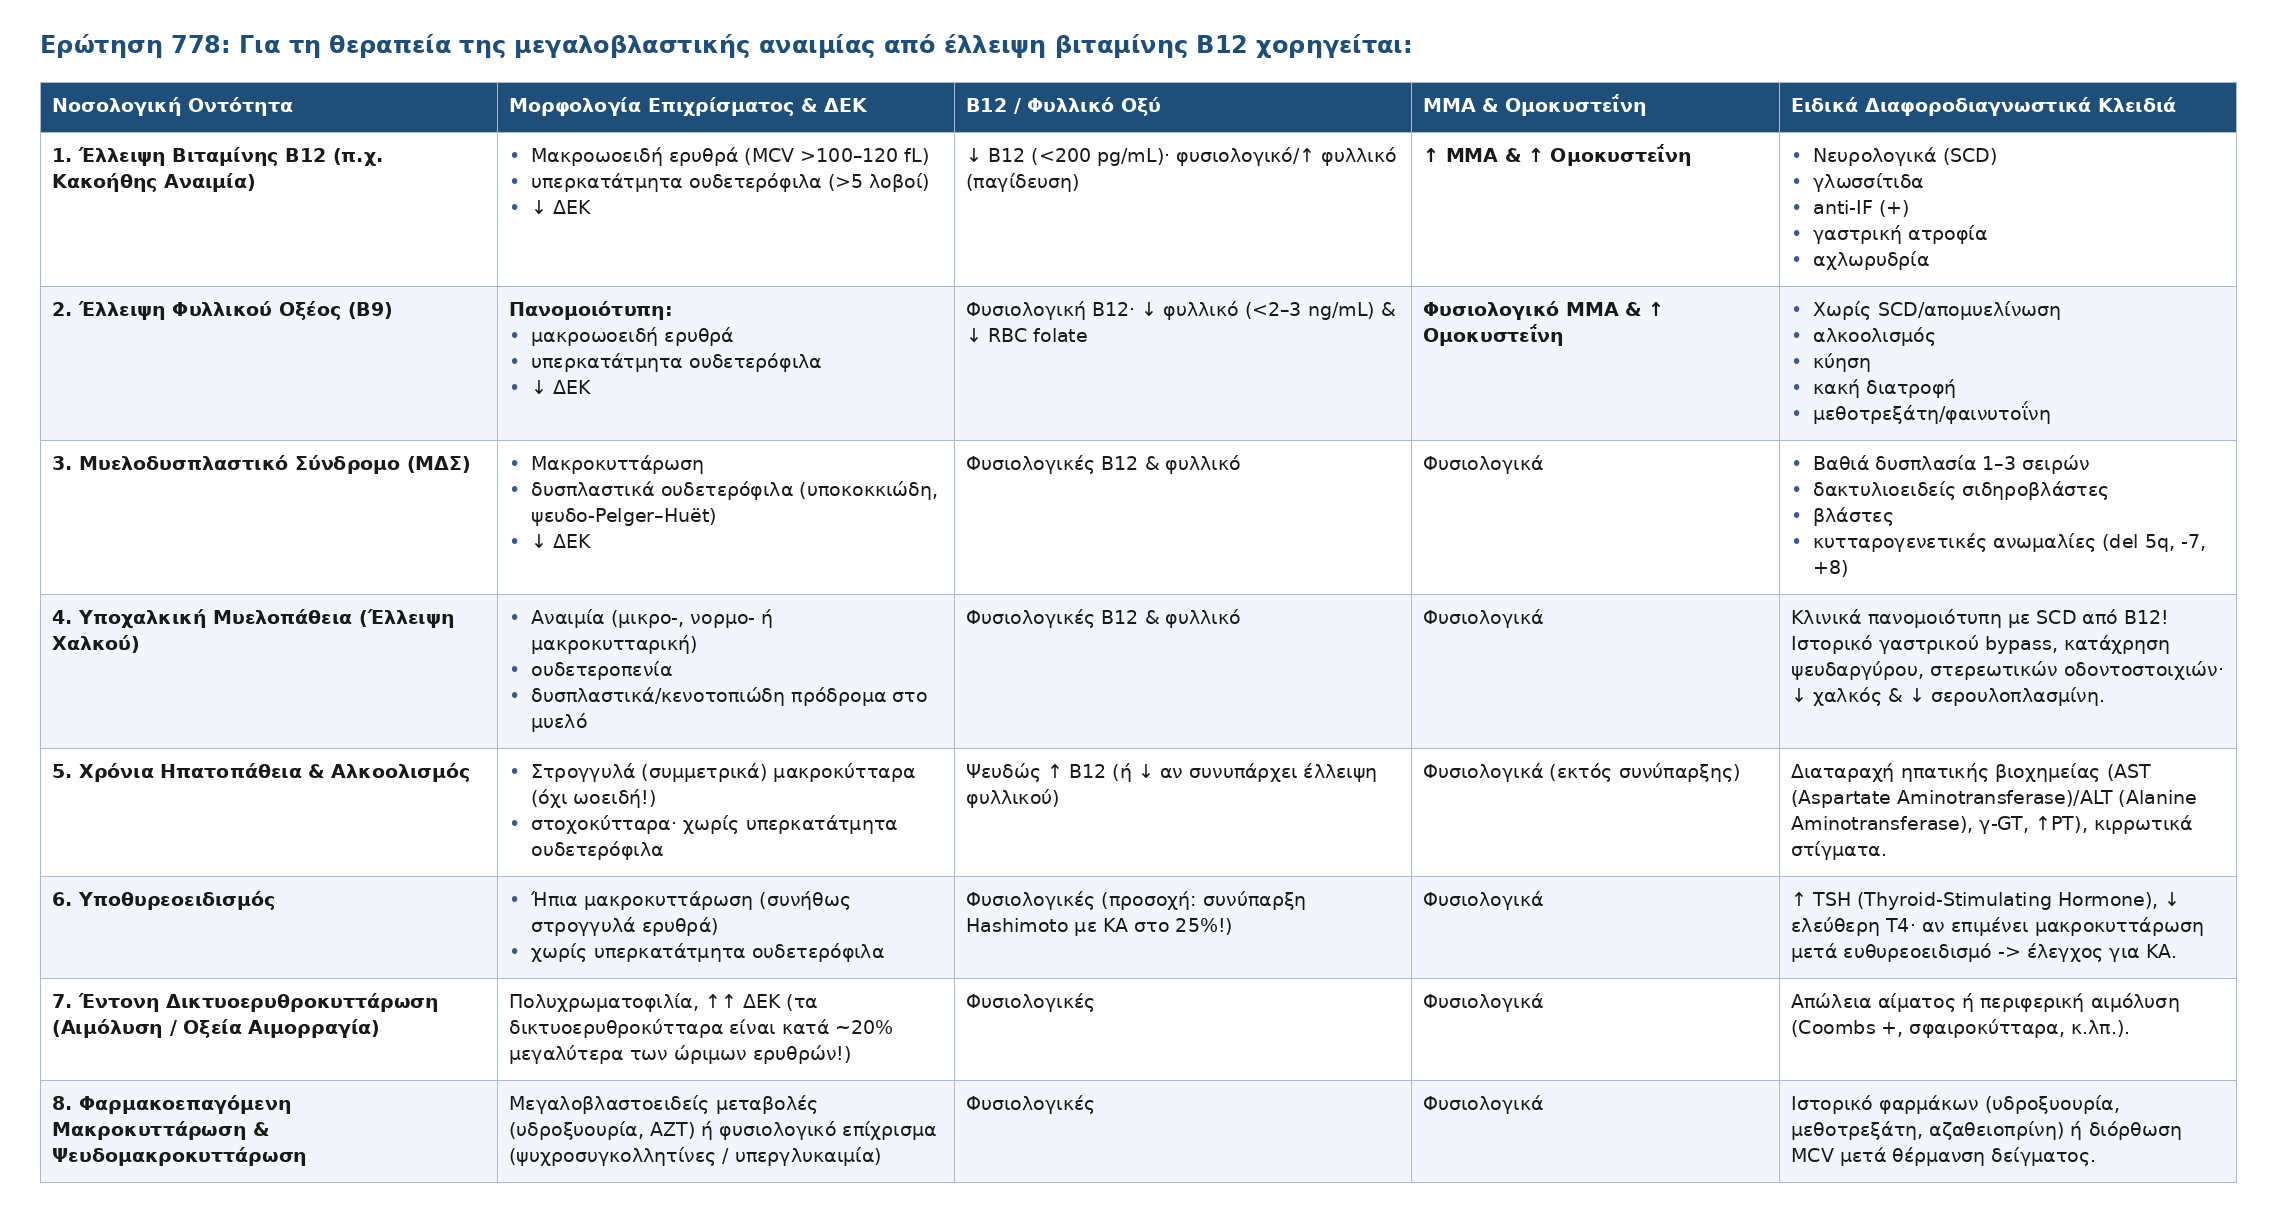 Ερώτηση 778: Για τη θεραπεία της μεγαλοβλαστικής αναιμίας από έλλειψη βιταμίνης Β12 χορηγείται:
Νοσολογική Οντότητα
Μορφολογία Επιχρίσματος & ΔΕΚ
Β12 / Φυλλικό Οξύ
MMA & Ομοκυστεΐνη
Ειδικά Διαφοροδιαγνωστικά Κλειδιά
1. Έλλειψη Βιταμίνης Β12 (π.χ.
Κακοήθης Αναιμία)
• Μακροωοειδή ερυθρά (MCV >100–120 fL)
• υπερκατάτμητα ουδετερόφιλα (>5 λοβοί)
• ↓ ΔΕΚ
↓ Β12 (<200 pg/mL)· φυσιολογικό/↑ φυλλικό
(παγίδευση)
↑ MMA & ↑ Ομοκυστεΐνη
• Νευρολογικά (SCD)
• γλωσσίτιδα
• anti-IF (+)
• γαστρική ατροφία
• αχλωρυδρία
2. Έλλειψη Φυλλικού Οξέος (Β9)
Πανομοιότυπη:
• μακροωοειδή ερυθρά
• υπερκατάτμητα ουδετερόφιλα
• ↓ ΔΕΚ
Φυσιολογική Β12· ↓ φυλλικό (<2–3 ng/mL) &
↓ RBC folate
Φυσιολογικό MMA & ↑
Ομοκυστεΐνη
• Χωρίς SCD/απομυελίνωση
• αλκοολισμός
• κύηση
• κακή διατροφή
• μεθοτρεξάτη/φαινυτοΐνη
3. Μυελοδυσπλαστικό Σύνδρομο (ΜΔΣ)
• Μακροκυττάρωση
• δυσπλαστικά ουδετερόφιλα (υποκοκκιώδη,
ψευδο-Pelger–Huët)
• ↓ ΔΕΚ
Φυσιολογικές Β12 & φυλλικό
Φυσιολογικά
• Βαθιά δυσπλασία 1–3 σειρών
• δακτυλιοειδείς σιδηροβλάστες
• βλάστες
• κυτταρογενετικές ανωμαλίες (del 5q, -7,
+8)
4. Υποχαλκική Μυελοπάθεια (Έλλειψη
Χαλκού)
• Αναιμία (μικρο-, νορμο- ή
μακροκυτταρική)
• ουδετεροπενία
• δυσπλαστικά/κενοτοπιώδη πρόδρομα στο
μυελό
Φυσιολογικές Β12 & φυλλικό
Φυσιολογικά
Κλινικά πανομοιότυπη με SCD από Β12!
Ιστορικό γαστρικού bypass, κατάχρηση
ψευδαργύρου, στερεωτικών οδοντοστοιχιών·
↓ χαλκός & ↓ σερουλοπλασμίνη.
5. Χρόνια Ηπατοπάθεια & Αλκοολισμός
• Στρογγυλά (συμμετρικά) μακροκύτταρα
(όχι ωοειδή!)
• στοχοκύτταρα· χωρίς υπερκατάτμητα
ουδετερόφιλα
Ψευδώς ↑ Β12 (ή ↓ αν συνυπάρχει έλλειψη
φυλλικού)
Φυσιολογικά (εκτός συνύπαρξης)
Διαταραχή ηπατικής βιοχημείας (AST
(Aspartate Aminotransferase)/ALT (Alanine
Aminotransferase), γ-GT, ↑PT), κιρρωτικά
στίγματα.
6. Υποθυρεοειδισμός
• Ήπια μακροκυττάρωση (συνήθως
στρογγυλά ερυθρά)
• χωρίς υπερκατάτμητα ουδετερόφιλα
Φυσιολογικές (προσοχή: συνύπαρξη
Hashimoto με ΚΑ στο 25%!)
Φυσιολογικά
↑ TSH (Thyroid-Stimulating Hormone), ↓
ελεύθερη Τ4· αν επιμένει μακροκυττάρωση
μετά ευθυρεοειδισμό -> έλεγχος για ΚΑ.
7. Έντονη Δικτυοερυθροκυττάρωση
(Αιμόλυση / Οξεία Αιμορραγία)
Πολυχρωματοφιλία, ↑↑ ΔΕΚ (τα
δικτυοερυθροκύτταρα είναι κατά ~20%
μεγαλύτερα των ώριμων ερυθρών!)
Φυσιολογικές
Φυσιολογικά
Απώλεια αίματος ή περιφερική αιμόλυση
(Coombs +, σφαιροκύτταρα, κ.λπ.).
8. Φαρμακοεπαγόμενη
Μακροκυττάρωση &
Ψευδομακροκυττάρωση
Μεγαλοβλαστοειδείς μεταβολές
(υδροξυουρία, AZT) ή φυσιολογικό επίχρισμα
(ψυχροσυγκολλητίνες / υπεργλυκαιμία)
Φυσιολογικές
Φυσιολογικά
Ιστορικό φαρμάκων (υδροξυουρία,
μεθοτρεξάτη, αζαθειοπρίνη) ή διόρθωση
MCV μετά θέρμανση δείγματος.